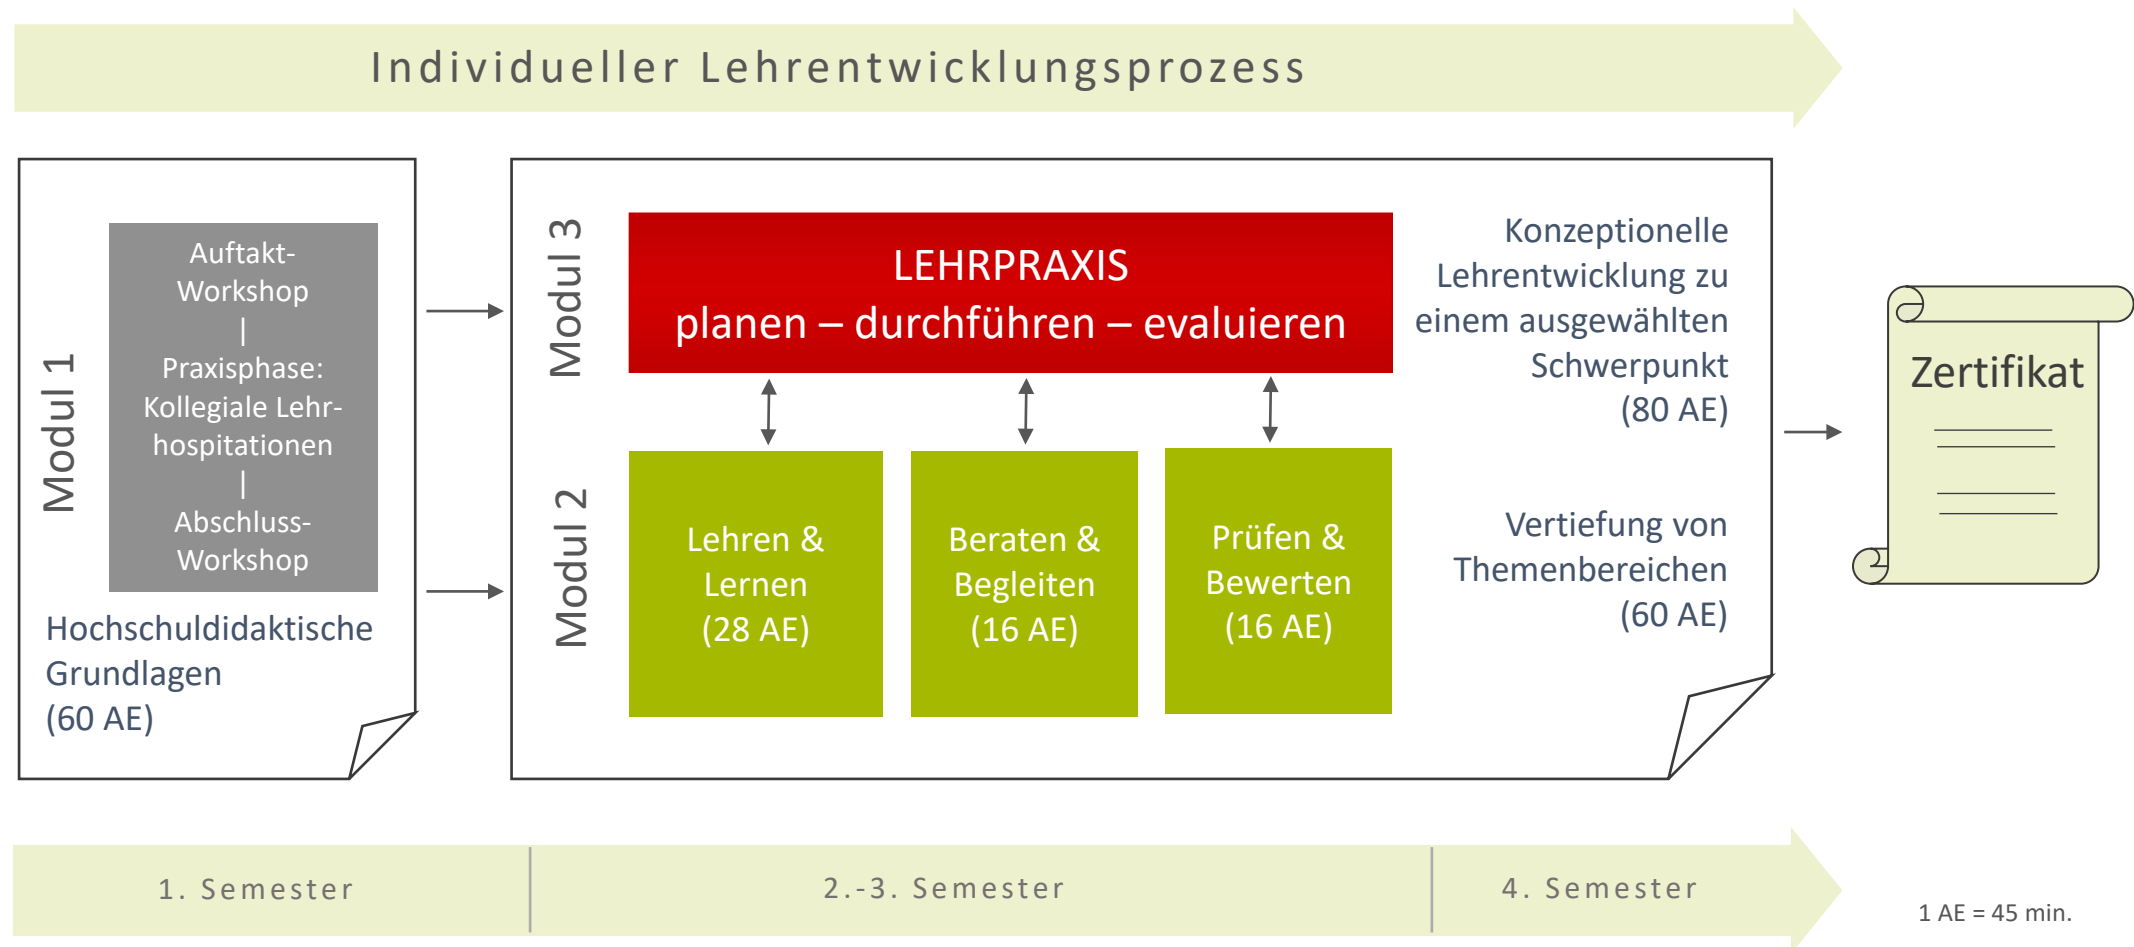 Individueller Lehrentwicklungsprozess
Modul 1
Auftakt-
Workshop
|
Praxisphase:
Kollegiale Lehr-
hospitationen
|
Abschluss-
Workshop
Hochschuldidaktische
Grundlagen
(60 AE)
Modul 3
LEHRPRAXIS
planen – durchführen – evaluieren
Konzeptionelle
Lehrentwicklung zu
einem ausgewählten
Schwerpunkt
(80 AE)
Modul 2
Lehren &
Lernen
(28 AE)
Beraten &
Begleiten
(16 AE)
Prüfen &
Bewerten
(16 AE)
Vertiefung von
Themenbereichen
(60 AE)
Zertifikat
1. Semester
2.-3. Semester
4. Semester
1 AE = 45 min.